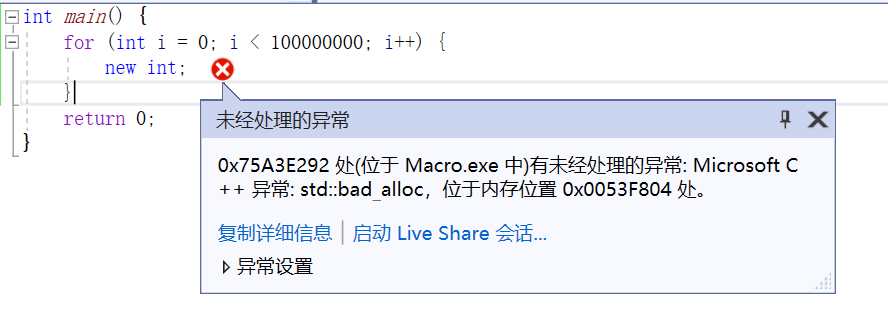 int main() {
for (int i = 0; i < 100000000; i++) {
new int;
}
return 0;
}
未经处理的异常
0x75A3E292 处(位于 Macro.exe 中)有未经处理的异常: Microsoft C
++ 异常: std::bad_alloc，位于内存位置 0x0053F804 处。
复制详细信息 | 启动 Live Share 会话...
异常设置